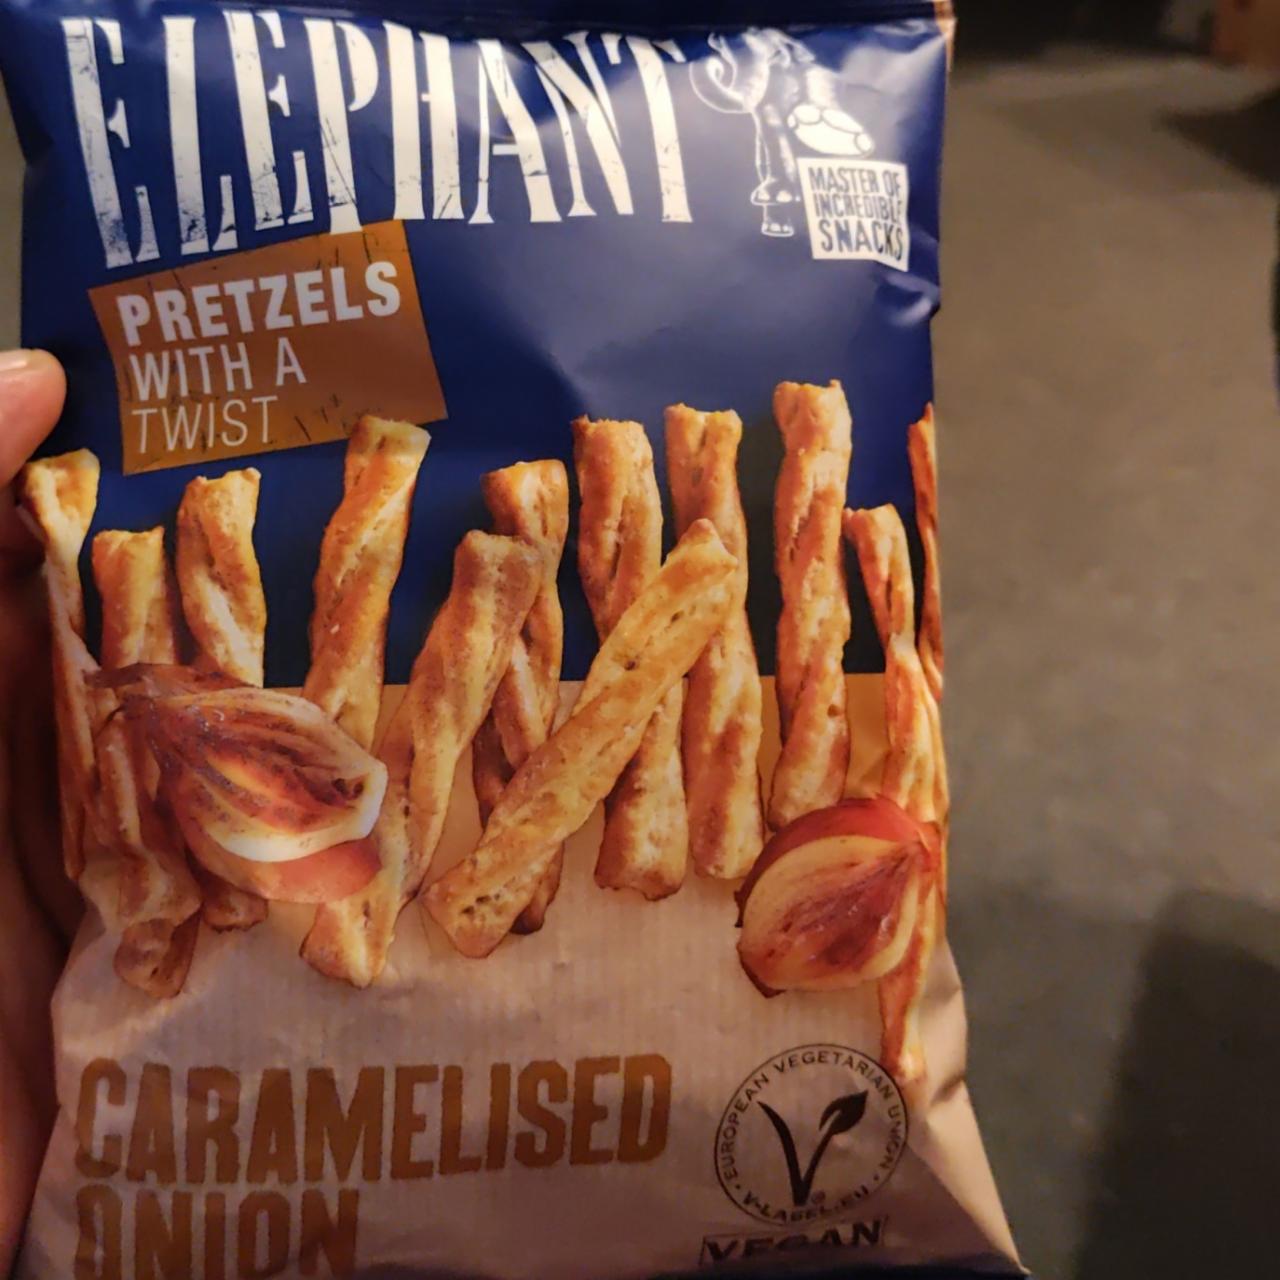 ELEPHANT
MASTER OF
INCREDIBLE
SNACKS
PRETZELS
WITH A
TWIST
CARAMELISED
ONION
EUROPEAN VEGETARIAN UNION
V-LABEL.EU
VEGAN